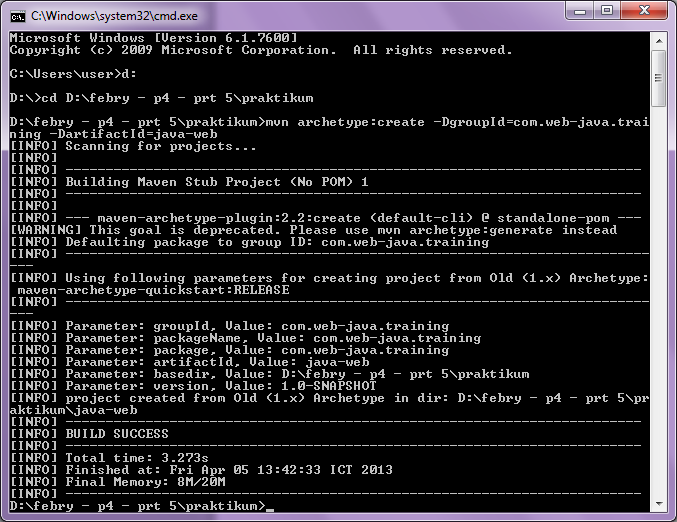 C:\Windows\system32\cmd.exe
Microsoft Windows [Version 6.1.7600]
Copyright (c) 2009 Microsoft Corporation.  All rights reserved.
C:\Users\user>d:
D:\>cd D:\febry - p4 - prt 5\praktikum
D:\febry - p4 - prt 5\praktikum>mvn archetype:create -DgroupId=com.web-java.trai
ning -DartifactId=java-web
[INFO] Scanning for projects...
[INFO]
[INFO] ------------------------------------------------------------------------
[INFO] Building Maven Stub Project (No POM) 1
[INFO] ------------------------------------------------------------------------
[INFO]
[INFO] --- maven-archetype-plugin:2.2:create (default-cli) @ standalone-pom ---
[WARNING] This goal is deprecated. Please use mvn archetype:generate instead
[INFO] Defaulting package to group ID: com.web-java.training
[INFO] -------------------------------------------------------------------------
---
[INFO] Using following parameters for creating project from Old (1.x) Archetype:
 maven-archetype-quickstart:RELEASE
[INFO] -------------------------------------------------------------------------
---
[INFO] Parameter: groupId, Value: com.web-java.training
[INFO] Parameter: packageName, Value: com.web-java.training
[INFO] Parameter: package, Value: com.web-java.training
[INFO] Parameter: artifactId, Value: java-web
[INFO] Parameter: basedir, Value: D:\febry - p4 - prt 5\praktikum
[INFO] Parameter: version, Value: 1.0-SNAPSHOT
[INFO] project created from Old (1.x) Archetype in dir: D:\febry - p4 - prt 5\pr
aktikum\java-web
[INFO] ------------------------------------------------------------------------
[INFO] BUILD SUCCESS
[INFO] ------------------------------------------------------------------------
[INFO] Total time: 3.273s
[INFO] Finished at: Fri Apr 05 13:42:33 ICT 2013
[INFO] Final Memory: 8M/20M
[INFO] ------------------------------------------------------------------------
D:\febry - p4 - prt 5\praktikum>_